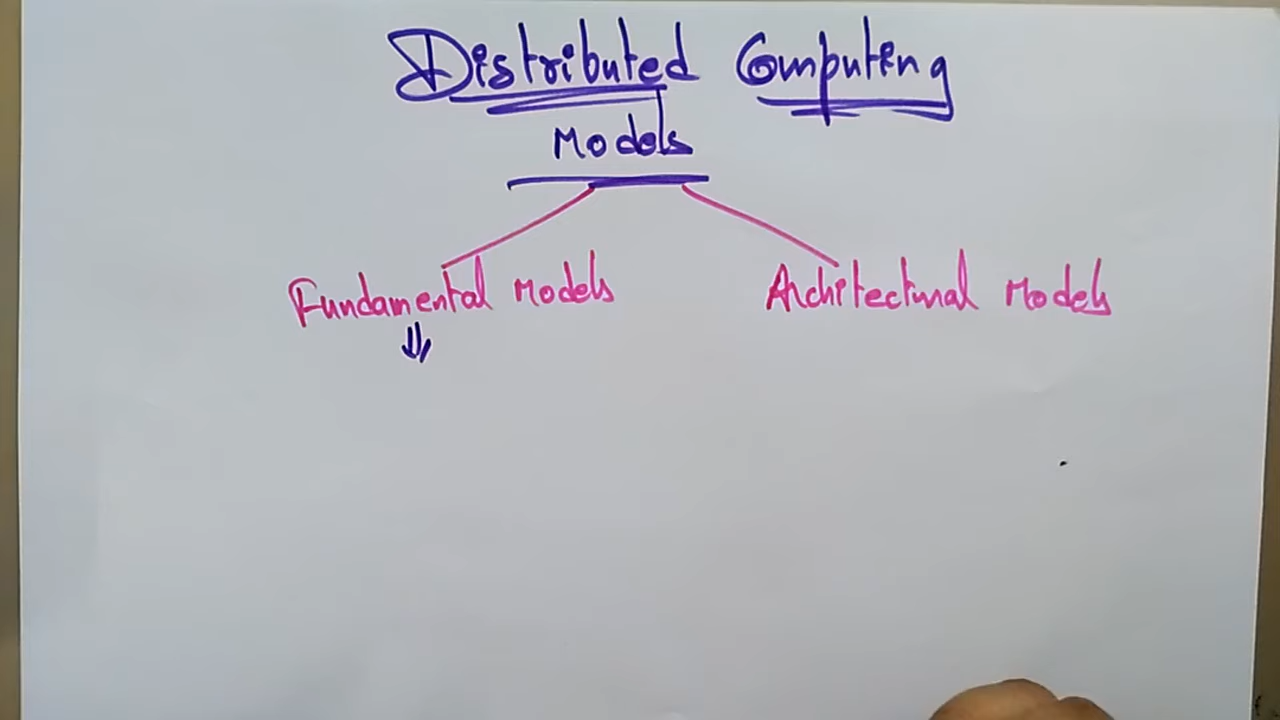 Distributed Computing
Models
Fundamental Models
Architectural Models